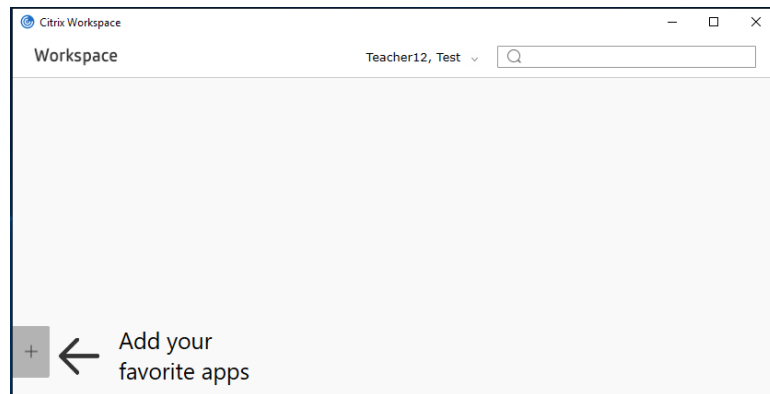 Citrix Workspace
Workspace
Teacher12, Test
+
Add your
favorite apps